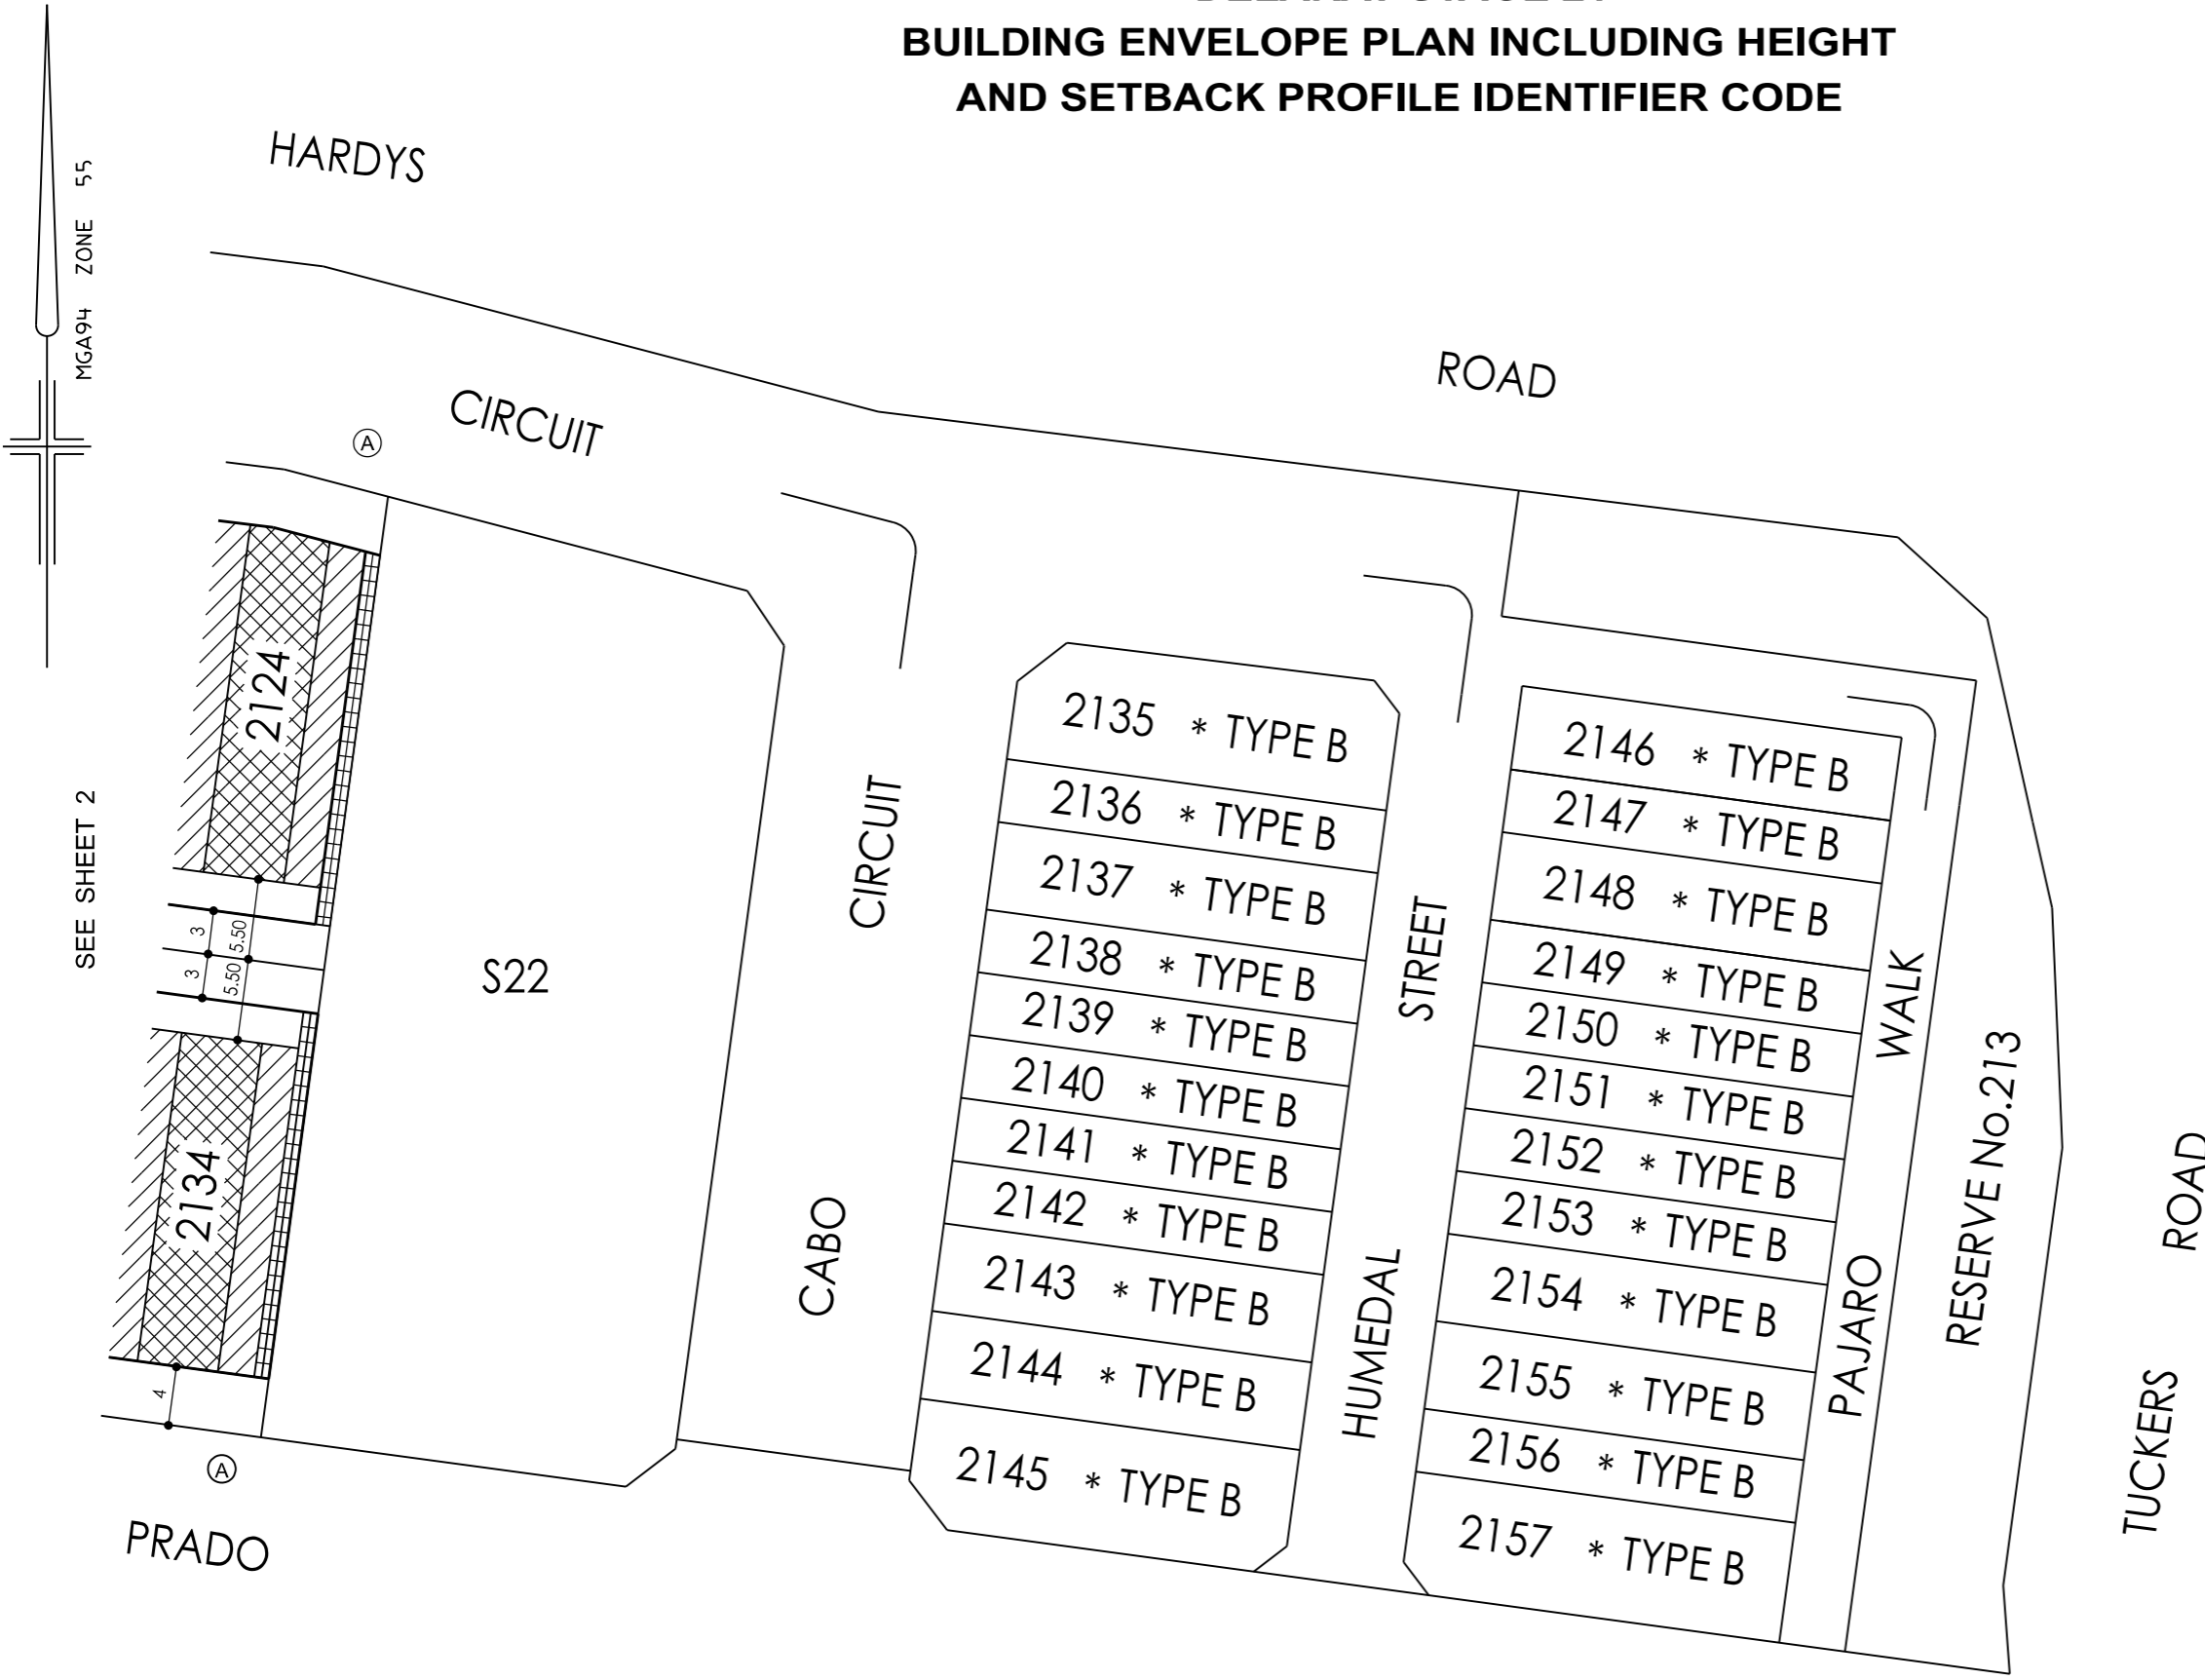 BUILDING ENVELOPE PLAN INCLUDING HEIGHT
AND SETBACK PROFILE IDENTIFIER CODE
MGA94 ZONE 55
HARDYS
ROAD
CIRCUIT
A
SEE SHEET 2
2124
3
5.50
3
5.50
2134
4
A
PRADO
S22
CIRCUIT
CABO
2135 * TYPE B
2136 * TYPE B
2137 * TYPE B
2138 * TYPE B
2139 * TYPE B
2140 * TYPE B
2141 * TYPE B
2142 * TYPE B
2143 * TYPE B
2144 * TYPE B
2145 * TYPE B
STREET
HUMEDAL
2146 * TYPE B
2147 * TYPE B
2148 * TYPE B
2149 * TYPE B
2150 * TYPE B
2151 * TYPE B
2152 * TYPE B
2153 * TYPE B
2154 * TYPE B
2155 * TYPE B
2156 * TYPE B
2157 * TYPE B
WALK
PAJARO
RESERVE No.213
ROAD
TUCKERS